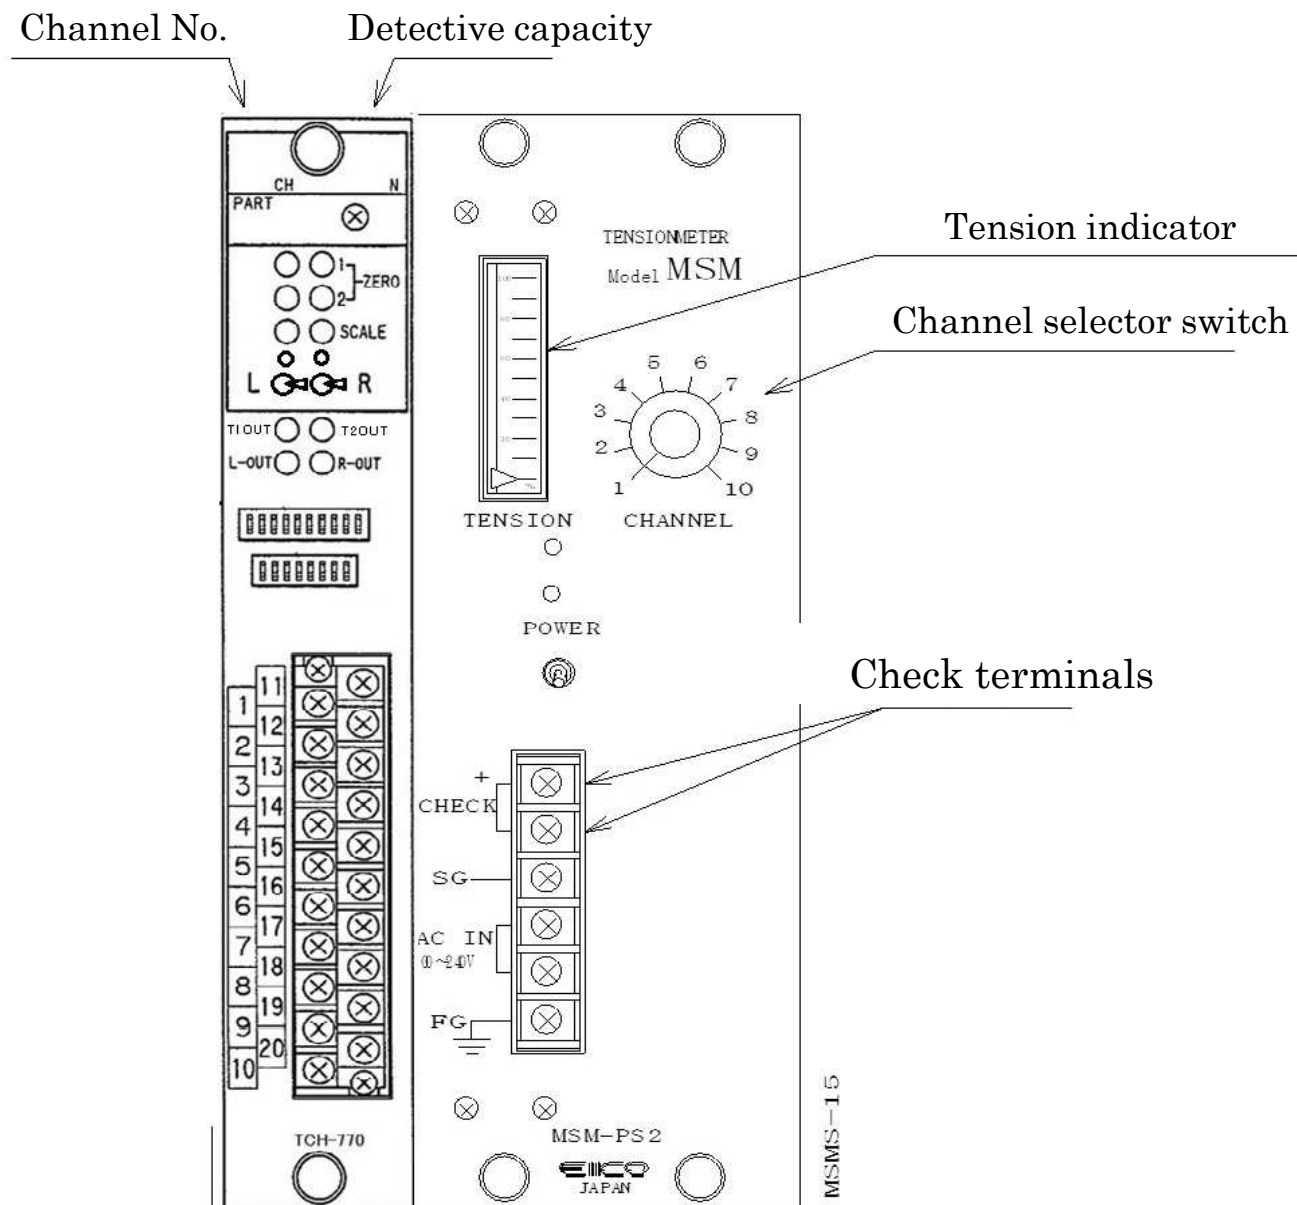 Channel No.
Detective capacity
CH
N
PART
1
ZERO
2
SCALE
L
R
T1OUT
T2OUT
L-OUT
R-OUT
11
1
12
2
13
3
14
4
15
5
16
6
17
7
18
8
19
9
20
10
TCH-770
TENSIONMETER
Model MSM
Tension indicator
Channel selector switch
%
5
6
4
7
3
8
2
9
1
10
TENSION
CHANNEL
POWER
Check terminals
+
CHECK
SG
AC IN
FG
MSM-PS2
EIICO
JAPAN
MSMS-15